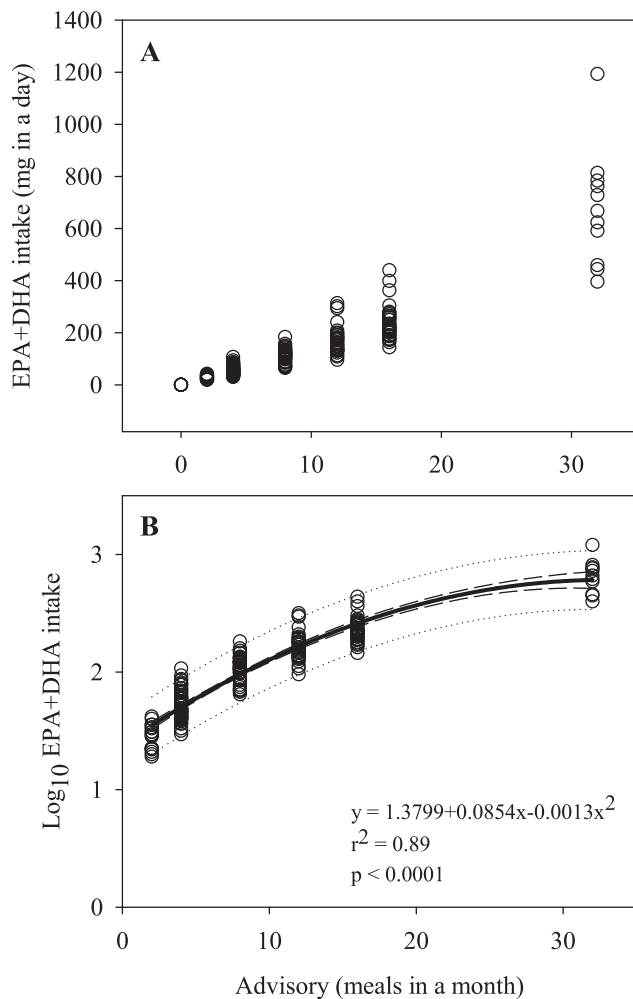 A
EPA+DHA intake (mg in a day)
1400
1200
1000
800
600
400
200
0
0 10 20 30
B
Log10 EPA+DHA intake
3
2
1
0
y = 1.3799+0.0854x-0.0013x2
r2 = 0.89
p < 0.0001
0 10 20 30
Advisory (meals in a month)